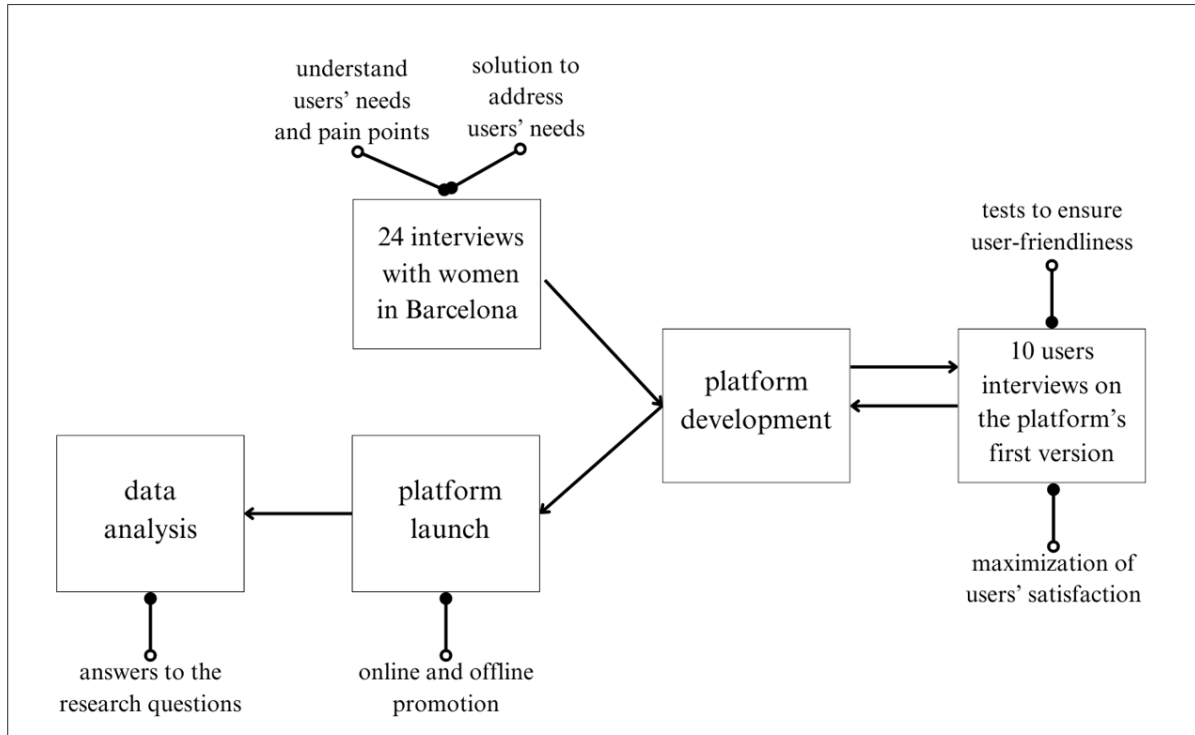 understand
users’ needs
and pain points
solution to
address
users’ needs
24 interviews
with women
in Barcelona
tests to ensure
user-friendliness
platform
development
10 users
interviews on
the platform’s
first version
maximization of
users’ satisfaction
platform
launch
online and offline
promotion
data
analysis
answers to the
research questions